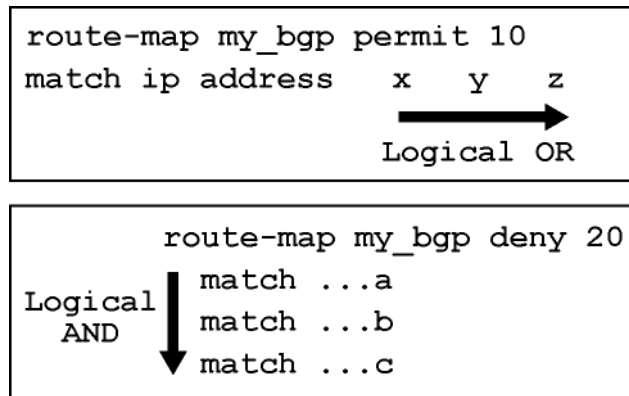 route-map my_bgp permit 10
match ip address x y z
Logical OR
route-map my_bgp deny 20
match ...a
Logical
match ...b
AND
match ...c